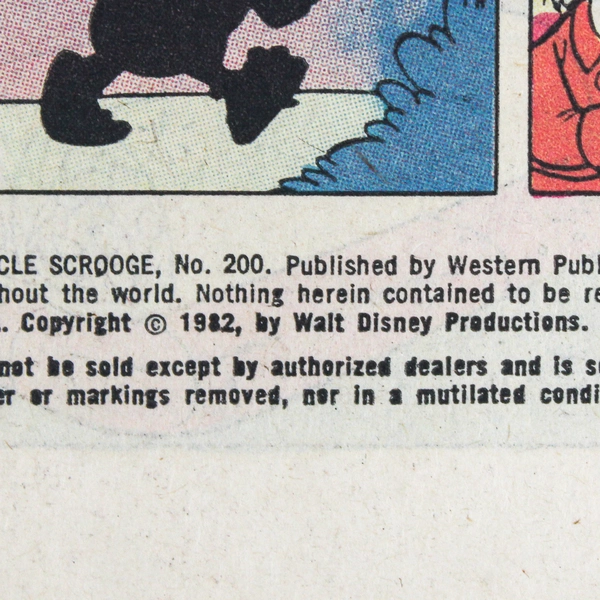 CLE SCROOGE, No. 200. Published by Western Publ
hout the world. Nothing herein contained to be re
. Copyright © 1982, by Walt Disney Productions.
not be sold except by authorized dealers and is s
er or markings removed, nor in a mutilated condi